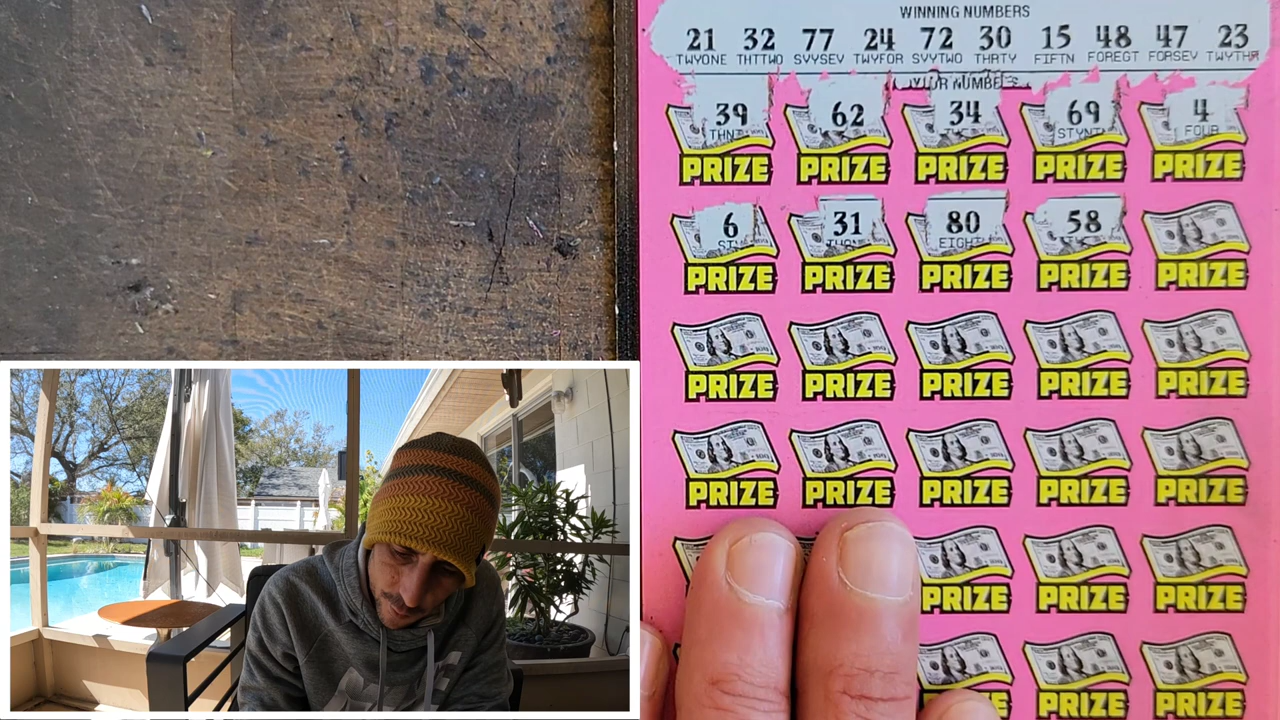 WINNING NUMBERS
21 32 77 24 72 30 15 48 47 23
TWYONE THTTWO SVYSEV TWYFOR SVYTWO THRTY FIFTN FOREGT FORSEV TWYTHR
YOUR NUMBERS
39 62 34 69 4
FOUR
PRIZE PRIZE PRIZE PRIZE PRIZE
6 31 80 58
PRIZE PRIZE PRIZE PRIZE PRIZE
PRIZE PRIZE PRIZE PRIZE PRIZE
PRIZE PRIZE PRIZE PRIZE PRIZE
PRIZE PRIZE PRIZE
PRIZE PRIZE PRIZE